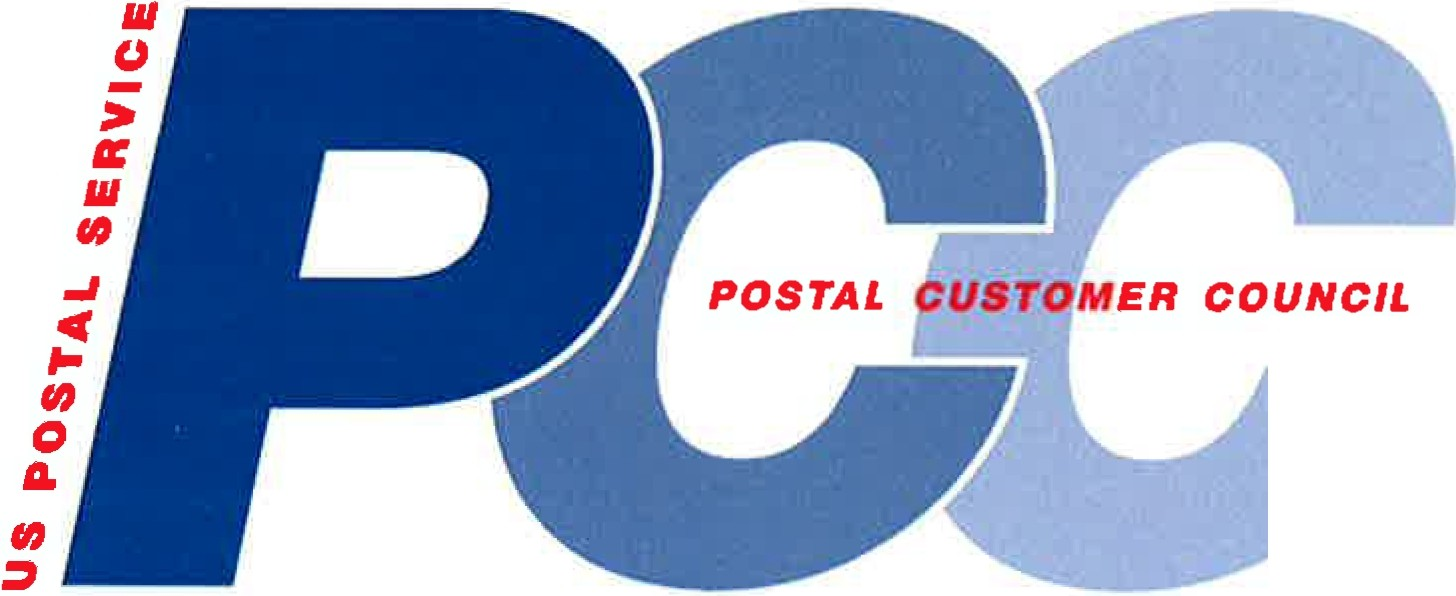 US POSTAL SERVICE
PCC
POSTAL CUSTOMER COUNCIL